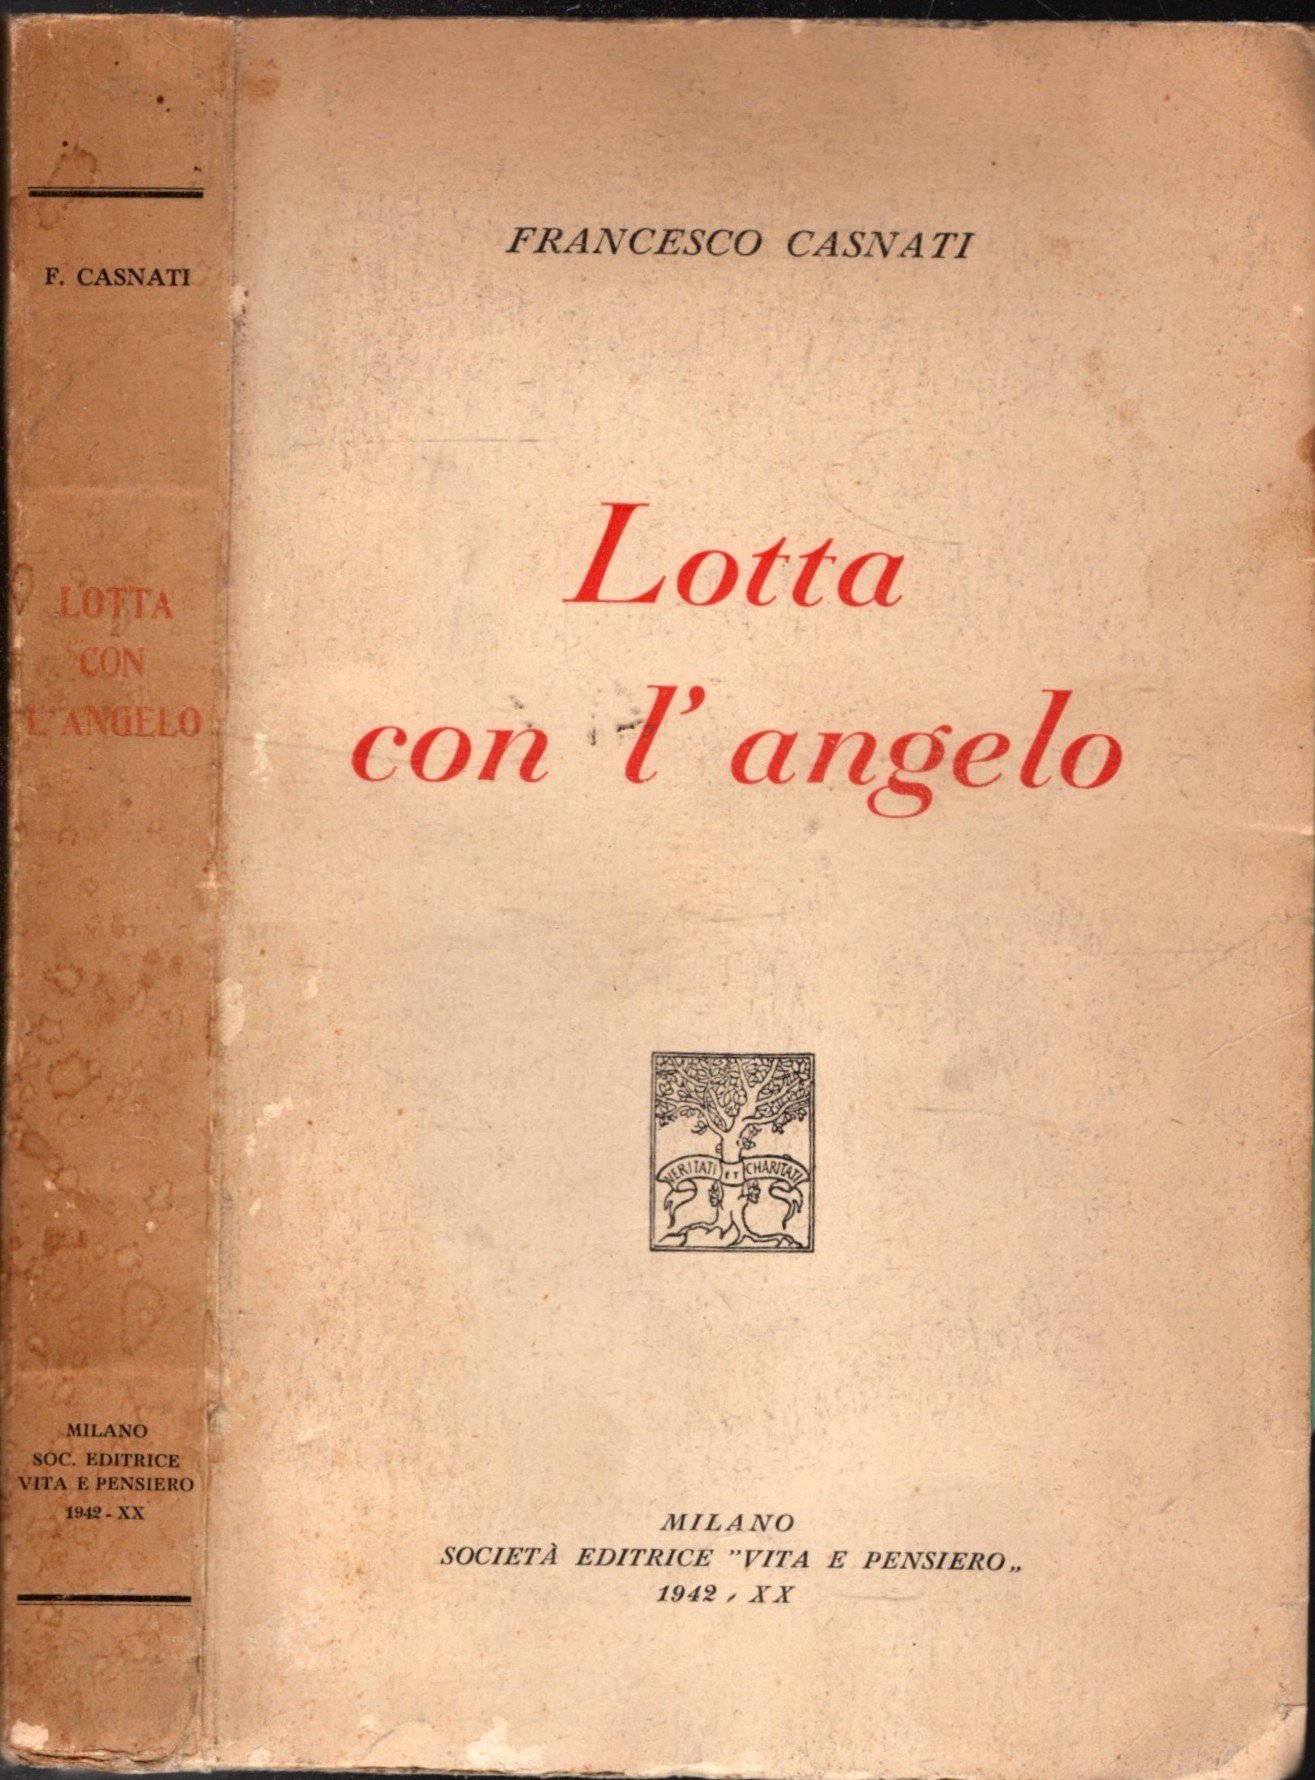 F. CASNATI
LOTTA
CON
L'ANGELO
MILANO
SOC. EDITRICE
VITA E PENSIERO
1942 - XX
FRANCESCO CASNATI
Lotta
con l'angelo
VERITATI ET CHARITATI
MILANO
SOCIETÀ EDITRICE "VITA E PENSIERO„
1942 - XX